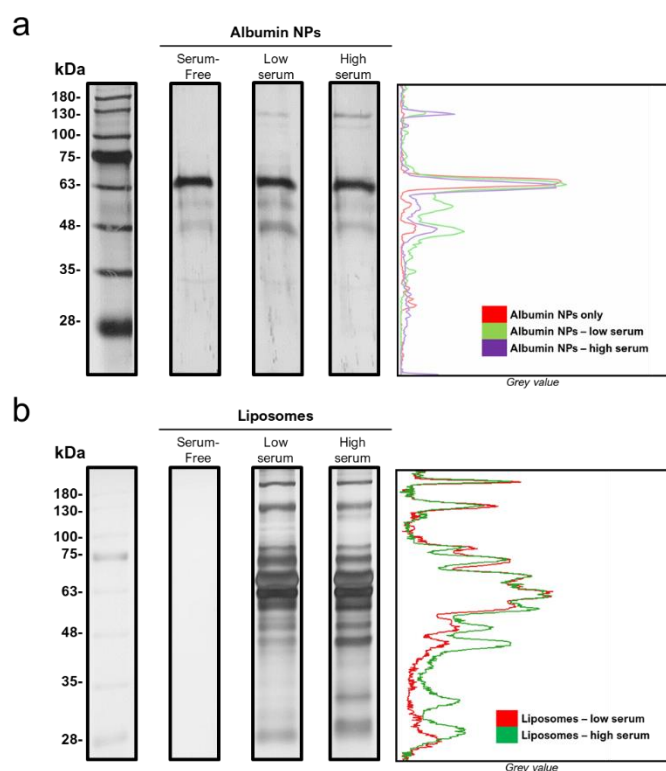 a
Albumin NPs
kDa
Serum-
Free
Low
serum
High
serum
180-
130-
100-
75-
63-
48-
35-
28-
Albumin NPs only
Albumin NPs – low serum
Albumin NPs – high serum
Grey value
b
Liposomes
kDa
Serum-
Free
Low
serum
High
serum
180-
130-
100-
75-
63-
48-
35-
28-
Liposomes – low serum
Liposomes – high serum
Grey value